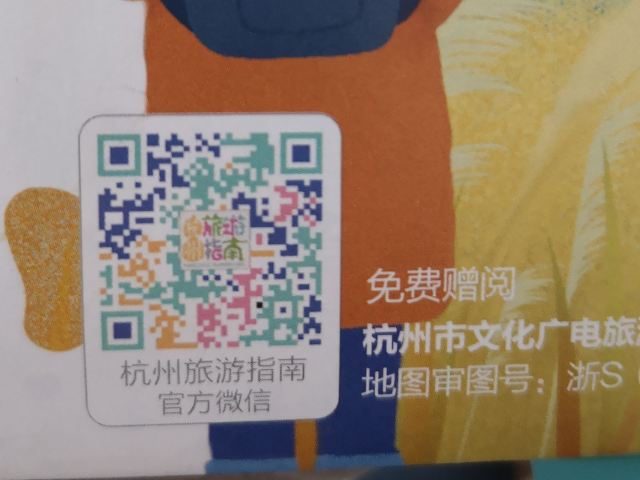 旅游
指南
杭州旅游指南
官方微信
免费赠阅
杭州市文化广电旅
地图审图号：浙S